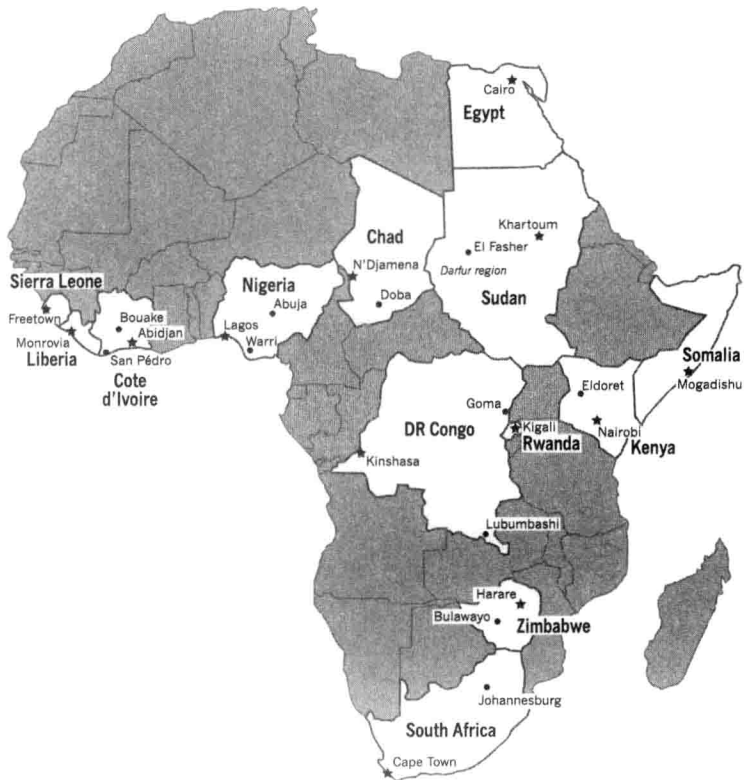 Cairo
Egypt
Chad
Khartoum
El Fasher
N'Djamena
Darfur region
Sierra Leone
Nigeria
Doba
Sudan
Abuja
Freetown
Bouake
Abidjan
Lagos
Monrovia
Warri
Liberia
San Pédro
Somalia
Cote
d'Ivoire
Eldoret
Mogadishu
Goma
DR Congo
Kigali
Nairobi
Rwanda
Kenya
Kinshasa
Lubumbashi
Harare
Bulawayo
Zimbabwe
Johannesburg
South Africa
Cape Town